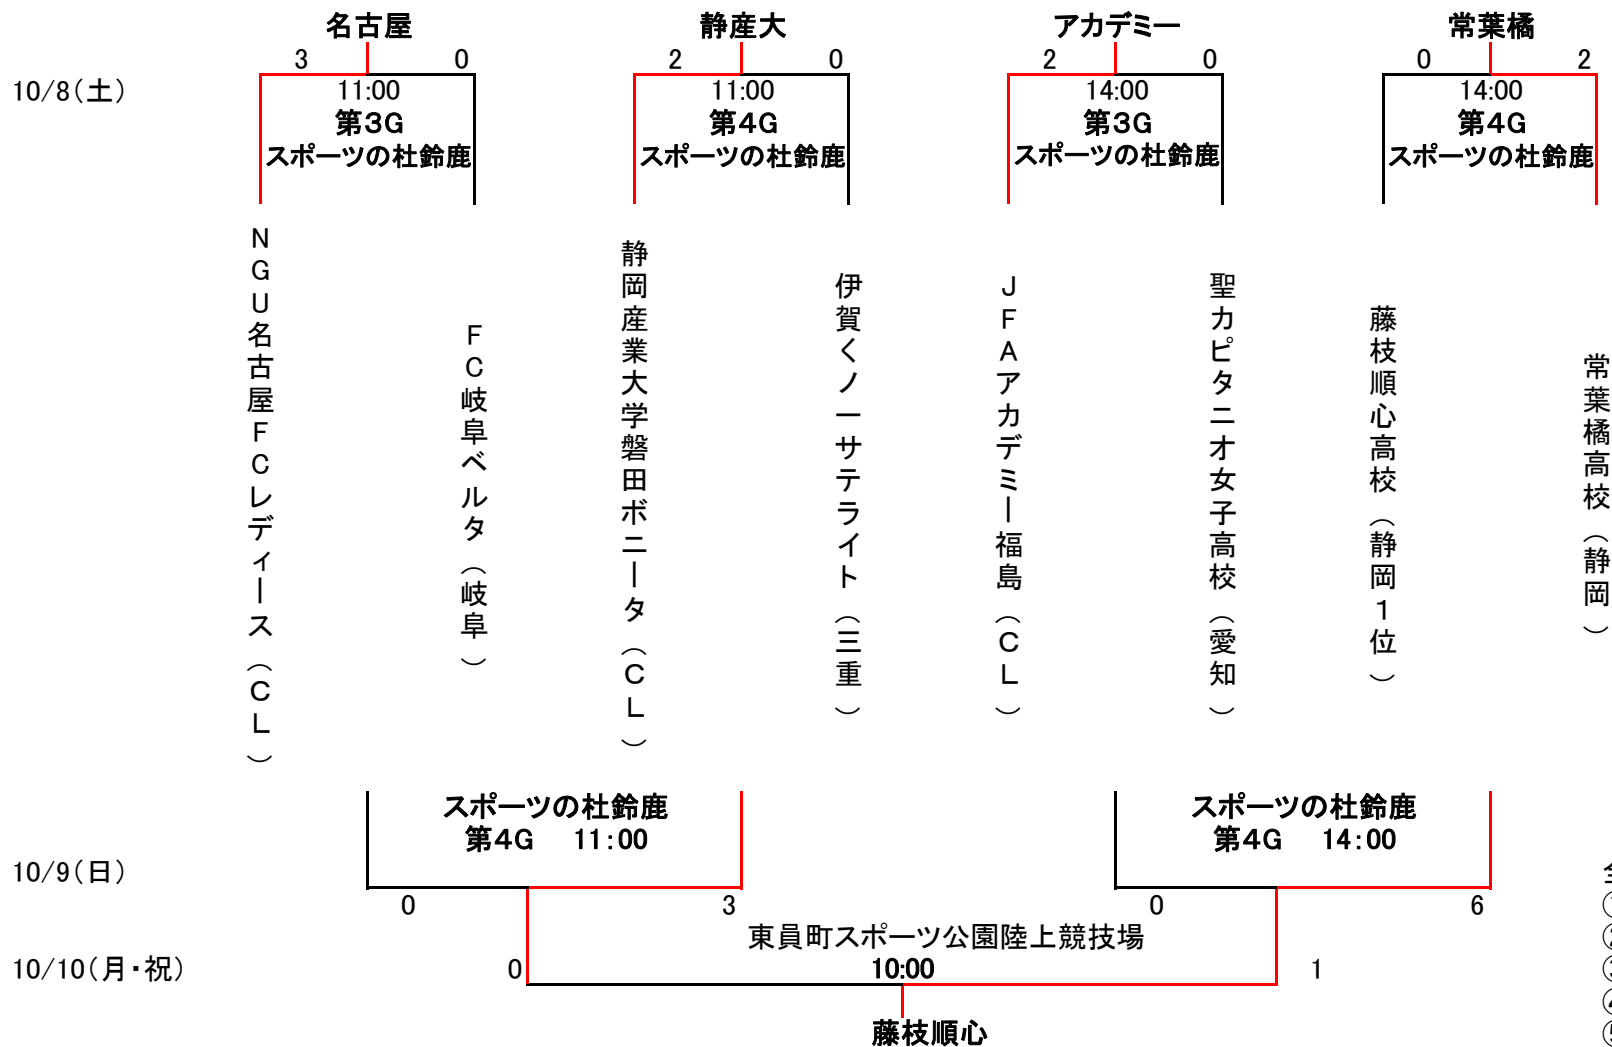 名古屋
静産大
アカデミー
常葉橘
3
0
2
0
2
0
0
2
10/8(土)
11:00
第3G
スポーツの杜鈴鹿
11:00
第4G
スポーツの杜鈴鹿
14:00
第3G
スポーツの杜鈴鹿
14:00
第4G
スポーツの杜鈴鹿
NGU名古屋FCレディース(CL)
FC岐阜ベルタ(岐阜)
静岡産業大学磐田ボニータ(CL)
伊賀くノ一サテライト(三重)
JFAアカデミー福島(CL)
聖カピタニオ女子高校(愛知)
藤枝順心高校(静岡1位)
常葉橘高校(静岡)
スポーツの杜鈴鹿
第4G 11:00
スポーツの杜鈴鹿
第4G 14:00
10/9(日)
0
3
0
6
東員町スポーツ公園陸上競技場
10/10(月・祝)
0
10:00
1
藤枝順心